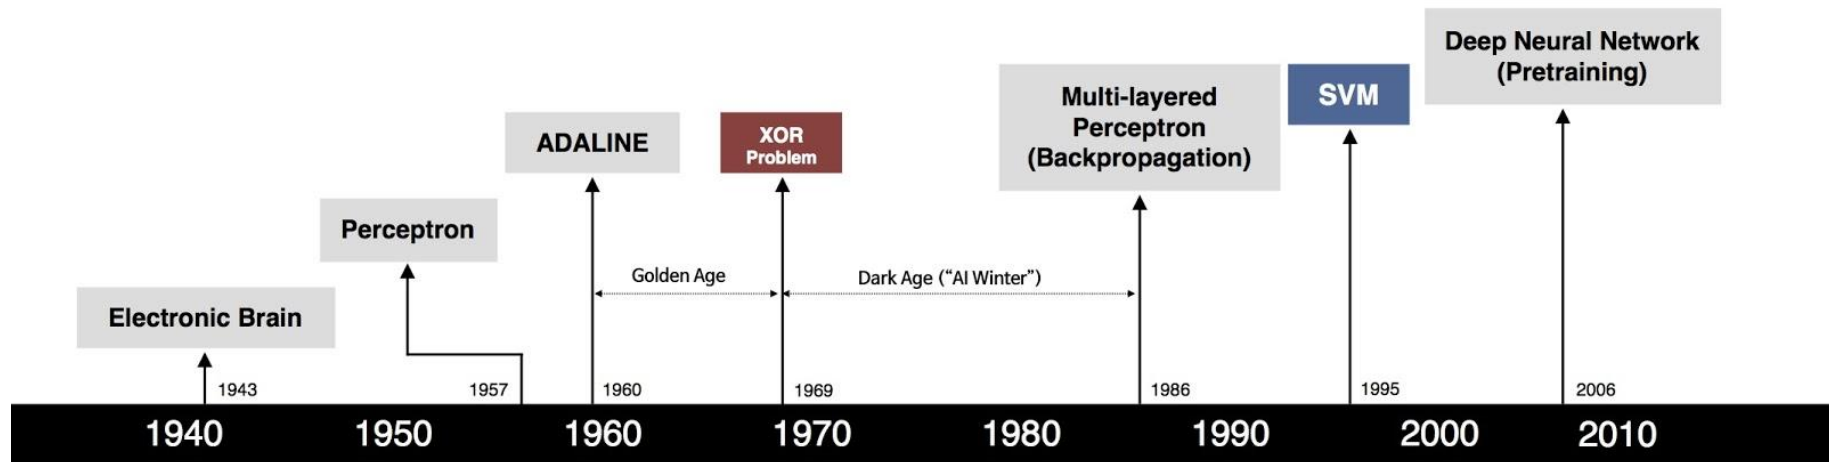 Deep Neural Network
(Pretraining)
Multi-layered
Perceptron
(Backpropagation)
SVM
ADALINE
XOR
Problem
Perceptron
Golden Age
Dark Age (“AI Winter”)
Electronic Brain
1943
1957
1960
1969
1986
1995
2006
1940
1950
1960
1970
1980
1990
2000
2010